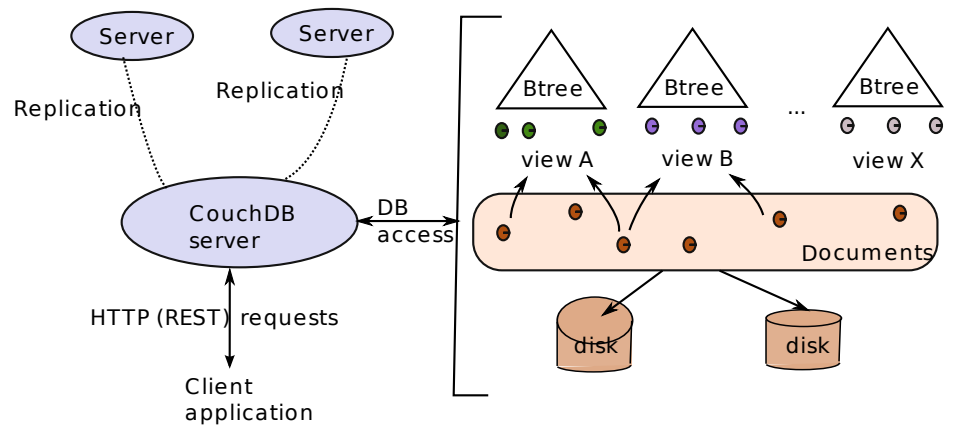 Server
Server
Replication
Replication
CouchDB
server
DB
access
HTTP (REST) requests
Client
application
Btree
Btree
Btree
...
view A
view B
view X
Documents
disk
disk